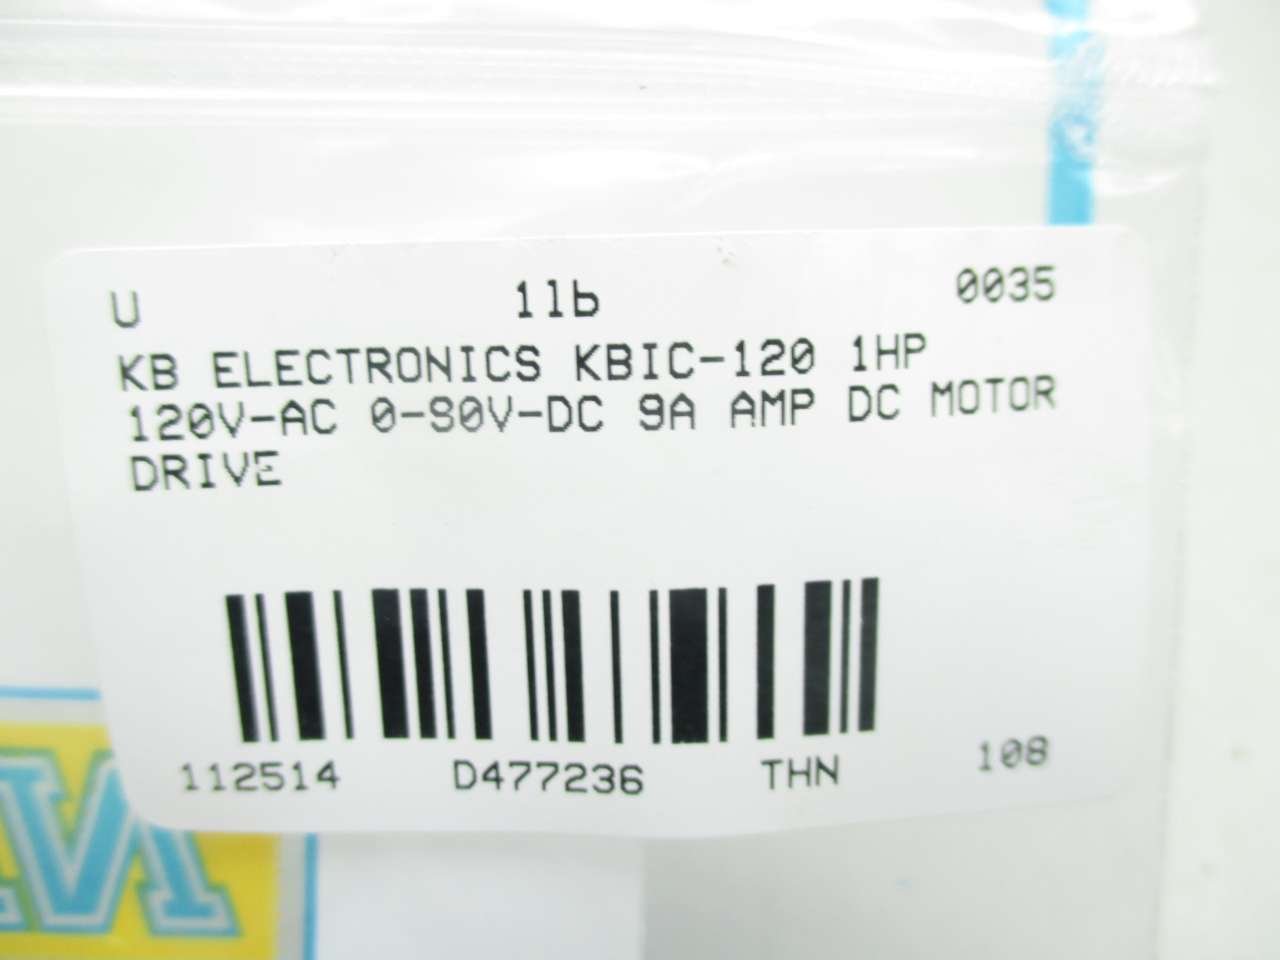 U 1lb 0035
KB ELECTRONICS KBIC-120 1HP
120V-AC 0-90V-DC 9A AMP DC MOTOR
DRIVE
112514 D477236 THN 108